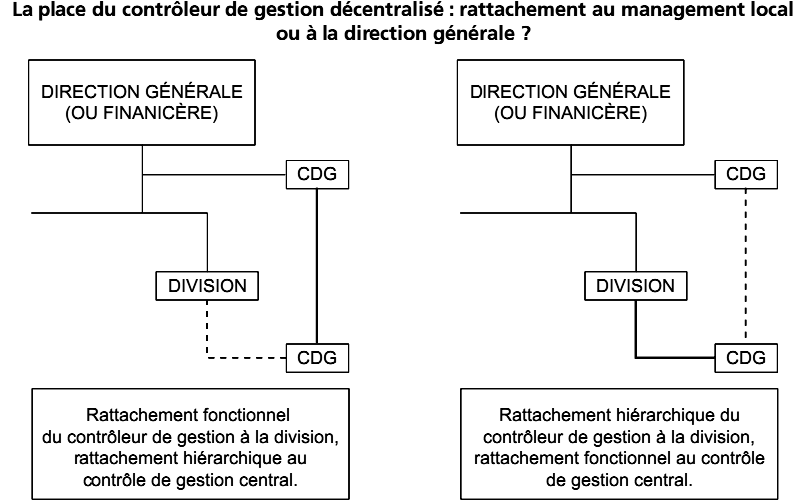 La place du contrôleur de gestion décentralisé : rattachement au management local
ou à la direction générale ?
DIRECTION GÉNÉRALE
(OU FINANICÈRE)
CDG
DIVISION
CDG
Rattachement fonctionnel
du contrôleur de gestion à la division,
rattachement hiérarchique au
contrôle de gestion central.
DIRECTION GÉNÉRALE
(OU FINANICÈRE)
CDG
DIVISION
CDG
Rattachement hiérarchique du
contrôleur de gestion à la division,
rattachement fonctionnel au contrôle
de gestion central.